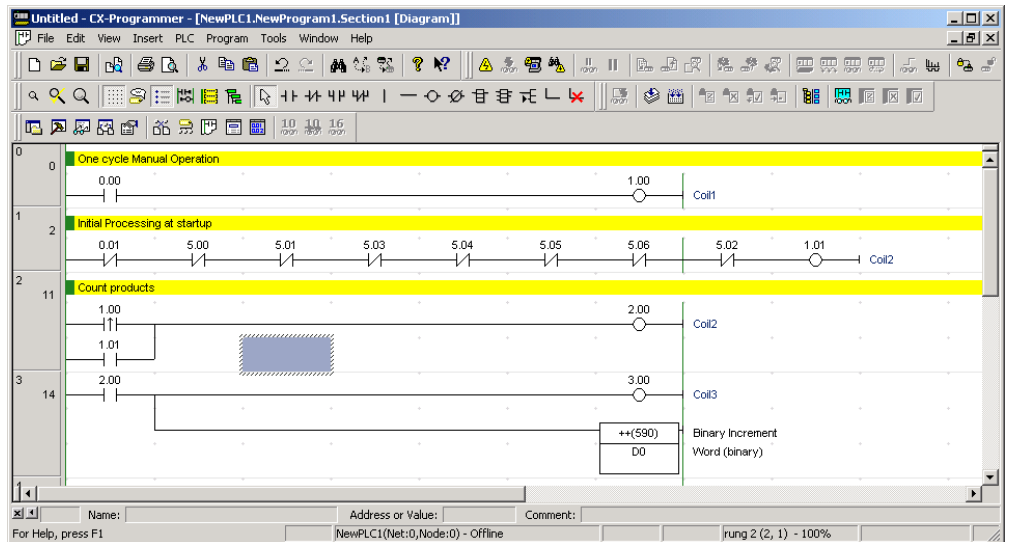 Untitled - CX-Programmer - [NewPLC1.NewProgram1.Section1 [Diagram]]
File Edit View Insert PLC Program Tools Window Help
10 10 16
0 0 One cycle Manual Operation
0.00 1.00
Coil1
1 2 Initial Processing at startup
0.01 5.00 5.01 5.03 5.04 5.05 5.06 5.02 1.01
Coil2
2 11 Count products
1.00 2.00
Coil2
1.01
3 14 2.00 3.00
Coil3
++(590) Binary Increment
D0 Word (binary)
Name: Address or Value: Comment:
For Help, press F1 NewPLC1(Net:0,Node:0) - Offline rung 2 (2, 1) - 100%